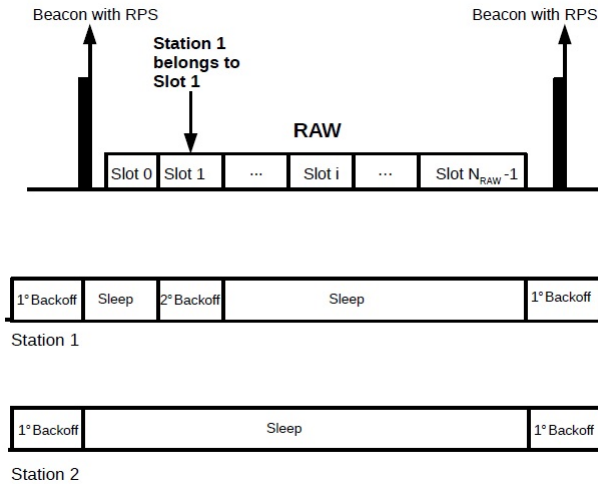 Beacon with RPS
Beacon with RPS
Station 1
belongs to
Slot 1
RAW
Slot 0 Slot 1 ... Slot i ... Slot NRAW -1
1° Backoff Sleep 2° Backoff Sleep 1° Backoff
Station 1
1° Backoff Sleep 1° Backoff
Station 2